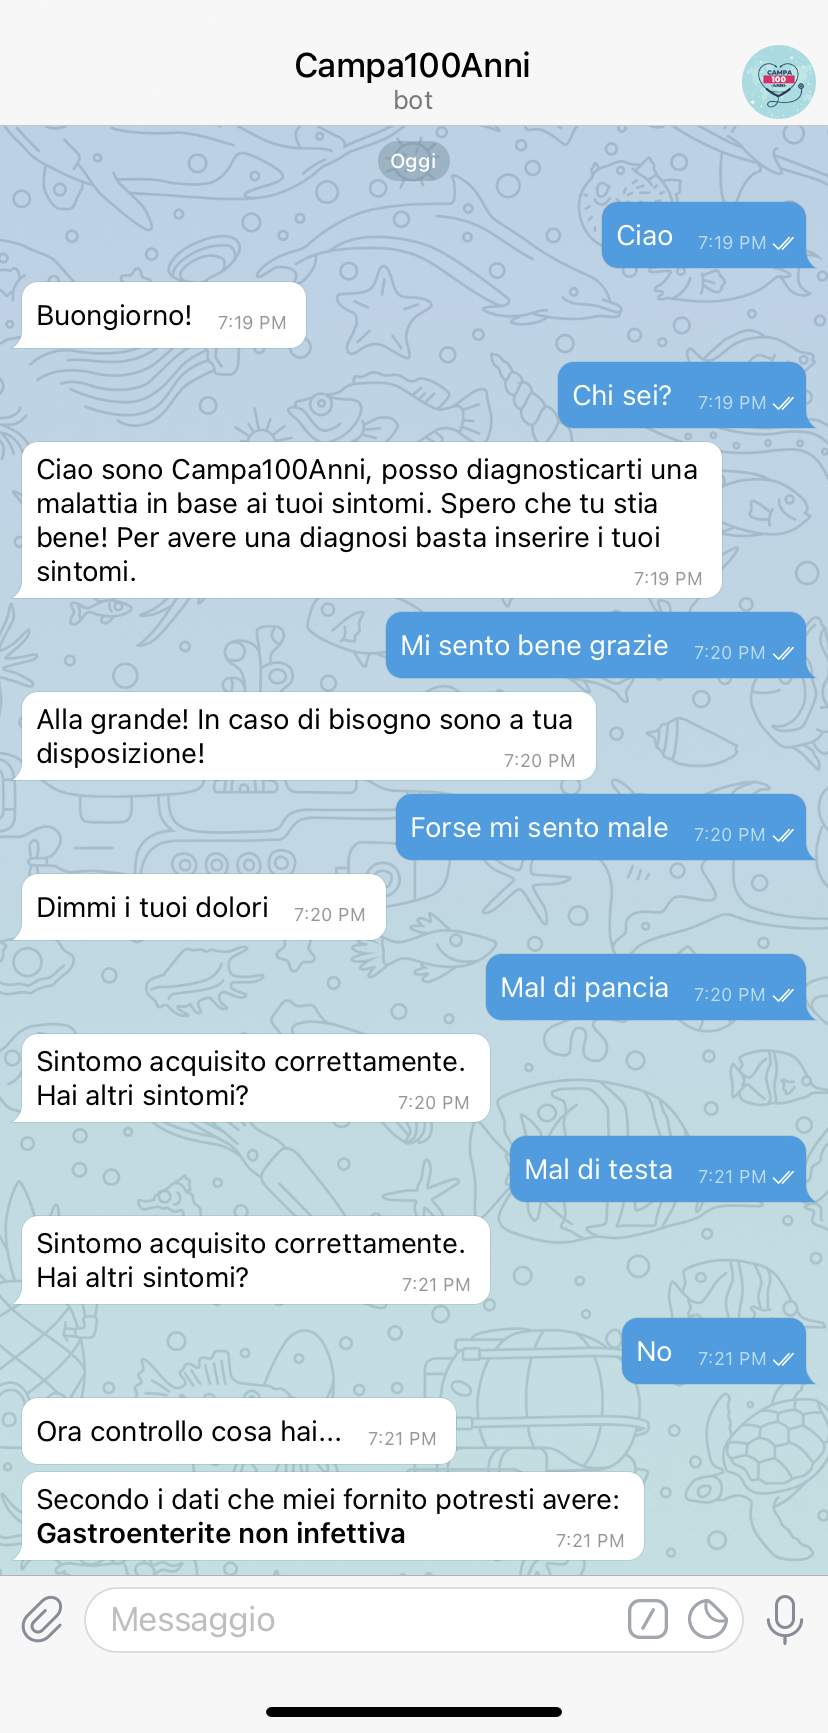 Campa100Anni
bot
CAMPA
100
ANNI
Oggi
Ciao 7:19 PM
Buongiorno! 7:19 PM
Chi sei? 7:19 PM
Ciao sono Campa100Anni, posso diagnosticarti una
malattia in base ai tuoi sintomi. Spero che tu stia
bene! Per avere una diagnosi basta inserire i tuoi
sintomi. 7:19 PM
Mi sento bene grazie 7:20 PM
Alla grande! In caso di bisogno sono a tua
disposizione! 7:20 PM
Forse mi sento male 7:20 PM
Dimmi i tuoi dolori 7:20 PM
Mal di pancia 7:20 PM
Sintomo acquisito correttamente.
Hai altri sintomi? 7:20 PM
Mal di testa 7:21 PM
Sintomo acquisito correttamente.
Hai altri sintomi? 7:21 PM
No 7:21 PM
Ora controllo cosa hai... 7:21 PM
Secondo i dati che miei fornito potresti avere:
Gastroenterite non infettiva 7:21 PM
Messaggio